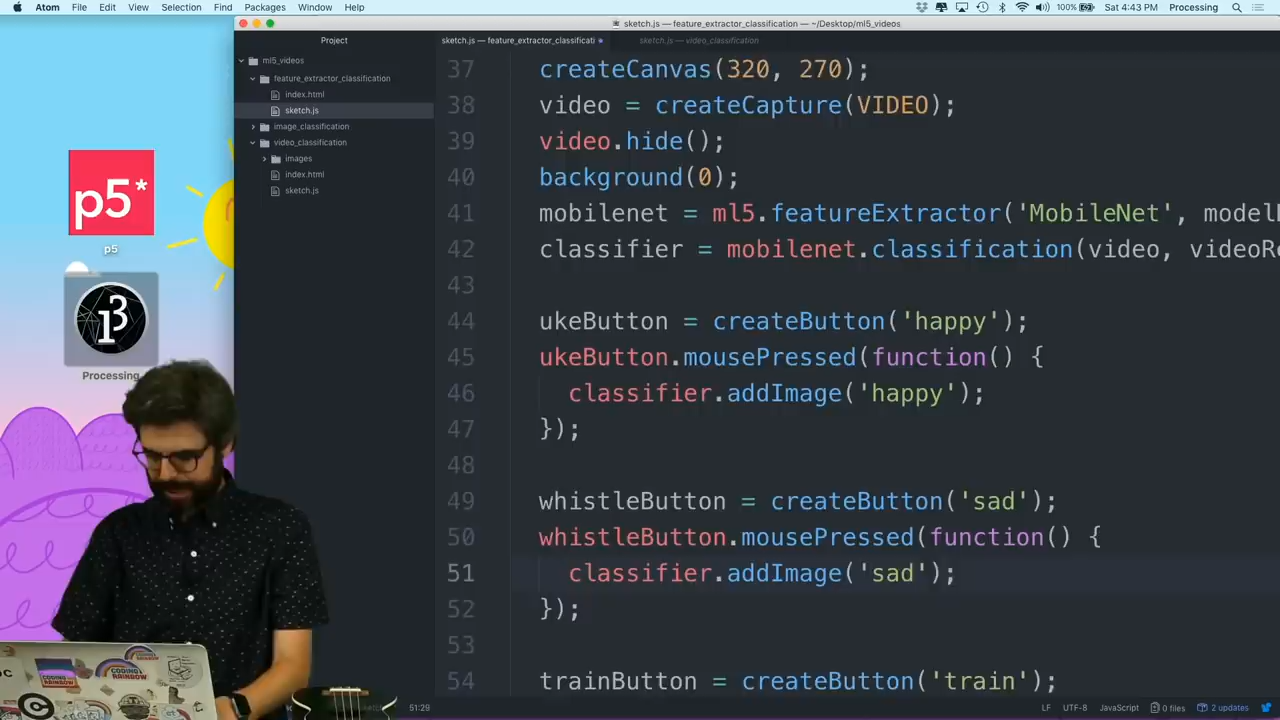 Atom File Edit View Selection Find Packages Window Help
100% Sat 4:43 PM Processing
sketch.js — feature_extractor_classification — ~/Desktop/ml5_videos
Project
sketch.js — feature_extractor_classificati
sketch.js — video_classification
ml5_videos
feature_extractor_classification
index.html
sketch.js
image_classification
video_classification
images
index.html
sketch.js
p5*
p5
Processing
37 createCanvas(320, 270);
38 video = createCapture(VIDEO);
39 video.hide();
40 background(0);
41 mobilenet = ml5.featureExtractor('MobileNet', model
42 classifier = mobilenet.classification(video, videoRe
43
44 ukeButton = createButton('happy');
45 ukeButton.mousePressed(function() {
46 classifier.addImage('happy');
47 });
48
49 whistleButton = createButton('sad');
50 whistleButton.mousePressed(function() {
51 classifier.addImage('sad');
52 });
53
54 trainButton = createButton('train');
51:29
LF UTF-8 JavaScript 0 files 2 updates
CODING
RAINBOW